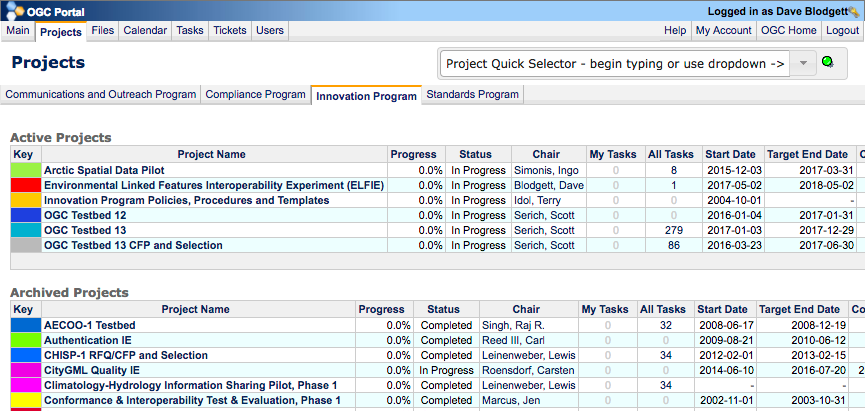 OGC Portal Logged in as Dave Blodgett
Main Projects Files Calendar Tasks Tickets Users Help My Account OGC Home Logout
Projects Project Quick Selector - begin typing or use dropdown ->
Communications and Outreach Program Compliance Program Innovation Program Standards Program
Active Projects
Key Project Name Progress Status Chair My Tasks All Tasks Start Date Target End Date C
Arctic Spatial Data Pilot 0.0% In Progress Simonis, Ingo 0 8 2015-12-03 2017-03-31
Environmental Linked Features Interoperability Experiment (ELFIE) 0.0% In Progress Blodgett, Dave 0 1 2017-05-02 2018-05-02
Innovation Program Policies, Procedures and Templates 0.0% In Progress Idol, Terry 0 0 2004-10-01 -
OGC Testbed 12 0.0% In Progress Serich, Scott 0 0 2016-01-04 2017-01-31
OGC Testbed 13 0.0% In Progress Serich, Scott 0 279 2017-01-03 2017-12-29
OGC Testbed 13 CFP and Selection 0.0% In Progress Serich, Scott 0 86 2016-03-23 2017-06-30
Archived Projects
Key Project Name Progress Status Chair My Tasks All Tasks Start Date Target End Date Co
AECOO-1 Testbed 0.0% Completed Singh, Raj R. 0 32 2008-06-17 2008-12-19
Authentication IE 0.0% Completed Reed III, Carl 0 0 2009-08-21 2010-06-12
CHISP-1 RFQ/CFP and Selection 0.0% Completed Leinenweber, Lewis 0 34 2012-02-01 2013-02-15
CityGML Quality IE 0.0% In Progress Roensdorf, Carsten 0 0 2014-06-10 2016-07-20 2
Climatology-Hydrology Information Sharing Pilot, Phase 1 0.0% Completed Leinenweber, Lewis 0 34 - -
Conformance & Interoperability Test & Evaluation, Phase 1 0.0% Completed Marcus, Jen 0 0 2002-11-01 2003-10-31